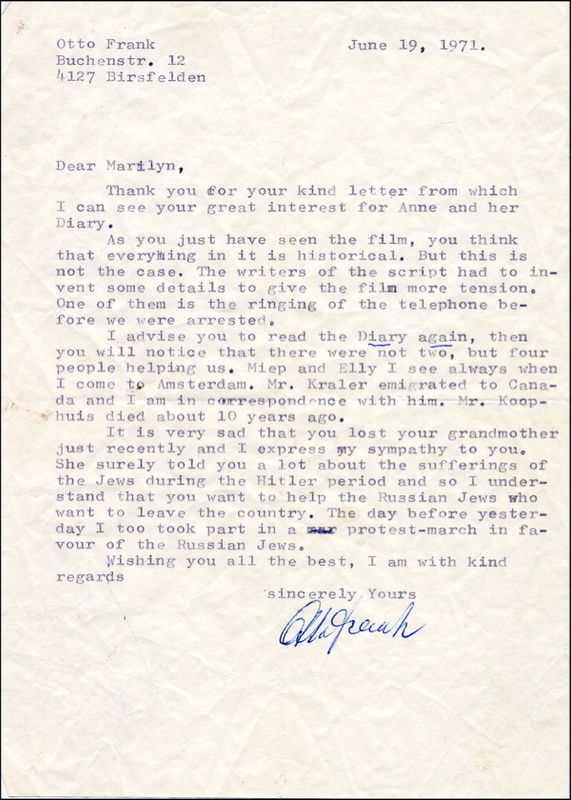 Otto Frank June 19, 1971.
Buchenstr. 12
4127 Birsfelden
Dear Marilyn,
Thank you for your kind letter from which
I can see your great interest for Anne and her
Diary.
As you just have seen the film, you think
that everything in it is historical. But this is
not the case. The writers of the script had to in-
vent some details to give the film more tension.
One of them is the ringing of the telephone be-
fore we were arrested.
I advise you to read the Diary again, then
you will notice that there were not two, but four
people helping us. Miep and Elly I see always when
I come to Amsterdam. Mr. Kraler emigrated to Cana-
da and I am in correspondence with him. Mr. Koop-
huis died about 10 years ago.
It is very sad that you lost your grandmother
just recently and I express my sympathy to you.
She surely told you a lot about the sufferings of
the Jews during the Hitler period and so I under-
stand that you want to help the Russian Jews who
want to leave the country. The day before yester-
day I too took part in a protest-march in fa-
vour of the Russian Jews.
Wishing you all the best, I am with kind
regards
sincerely Yours
Otto Frank